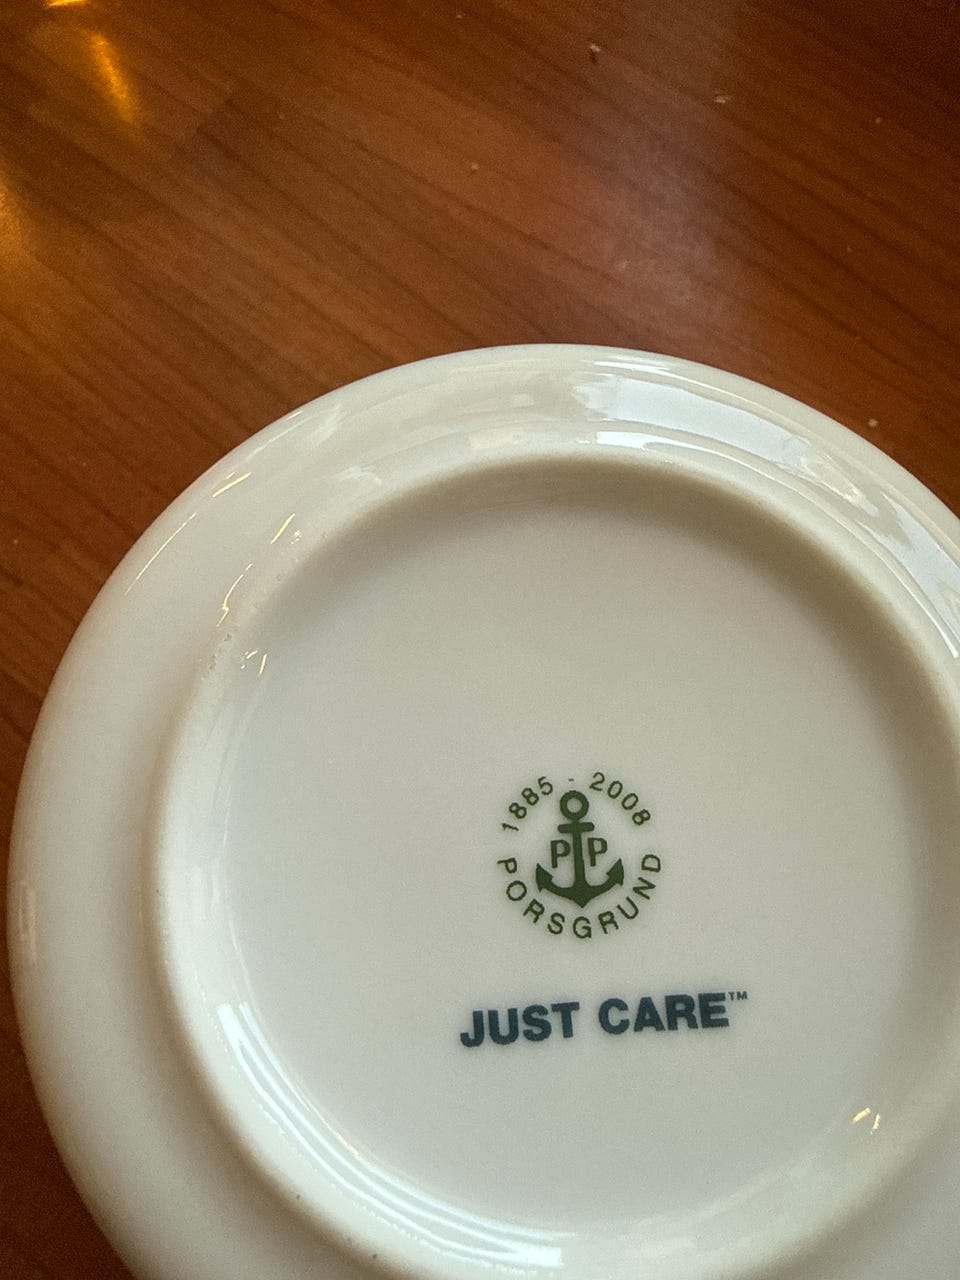 1885 - 2008
P P
PORSGRUND
JUST CARE™